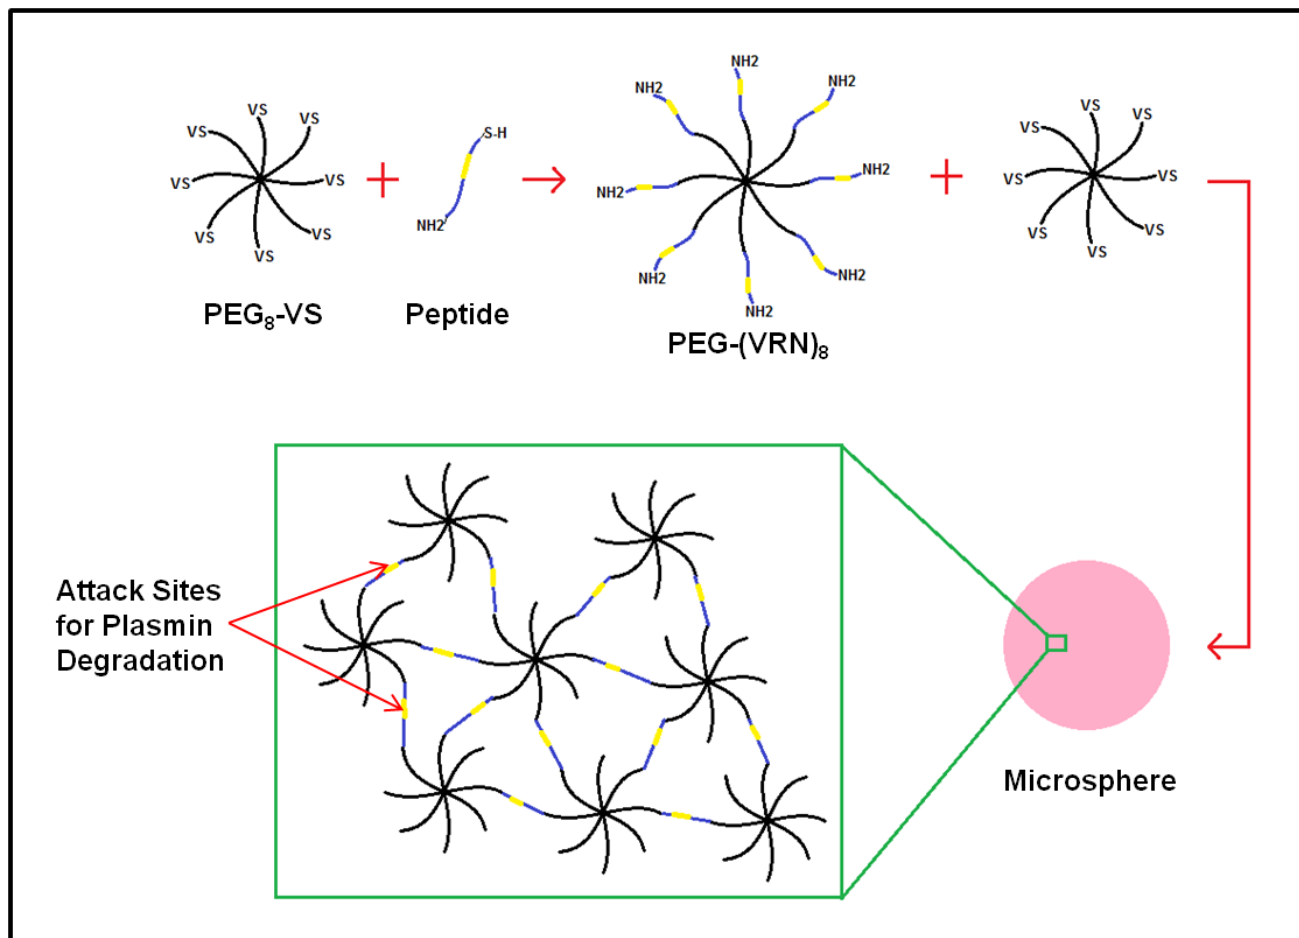 VS
VS
VS
VS
VS
VS
VS
VS
S-H
NH2
PEG₈-VS
Peptide
NH2
NH2
NH2
NH2
NH2
NH2
NH2
NH2
PEG-(VRN)₈
VS
VS
VS
VS
VS
VS
VS
VS
Attack Sites
for Plasmin
Degradation
Microsphere